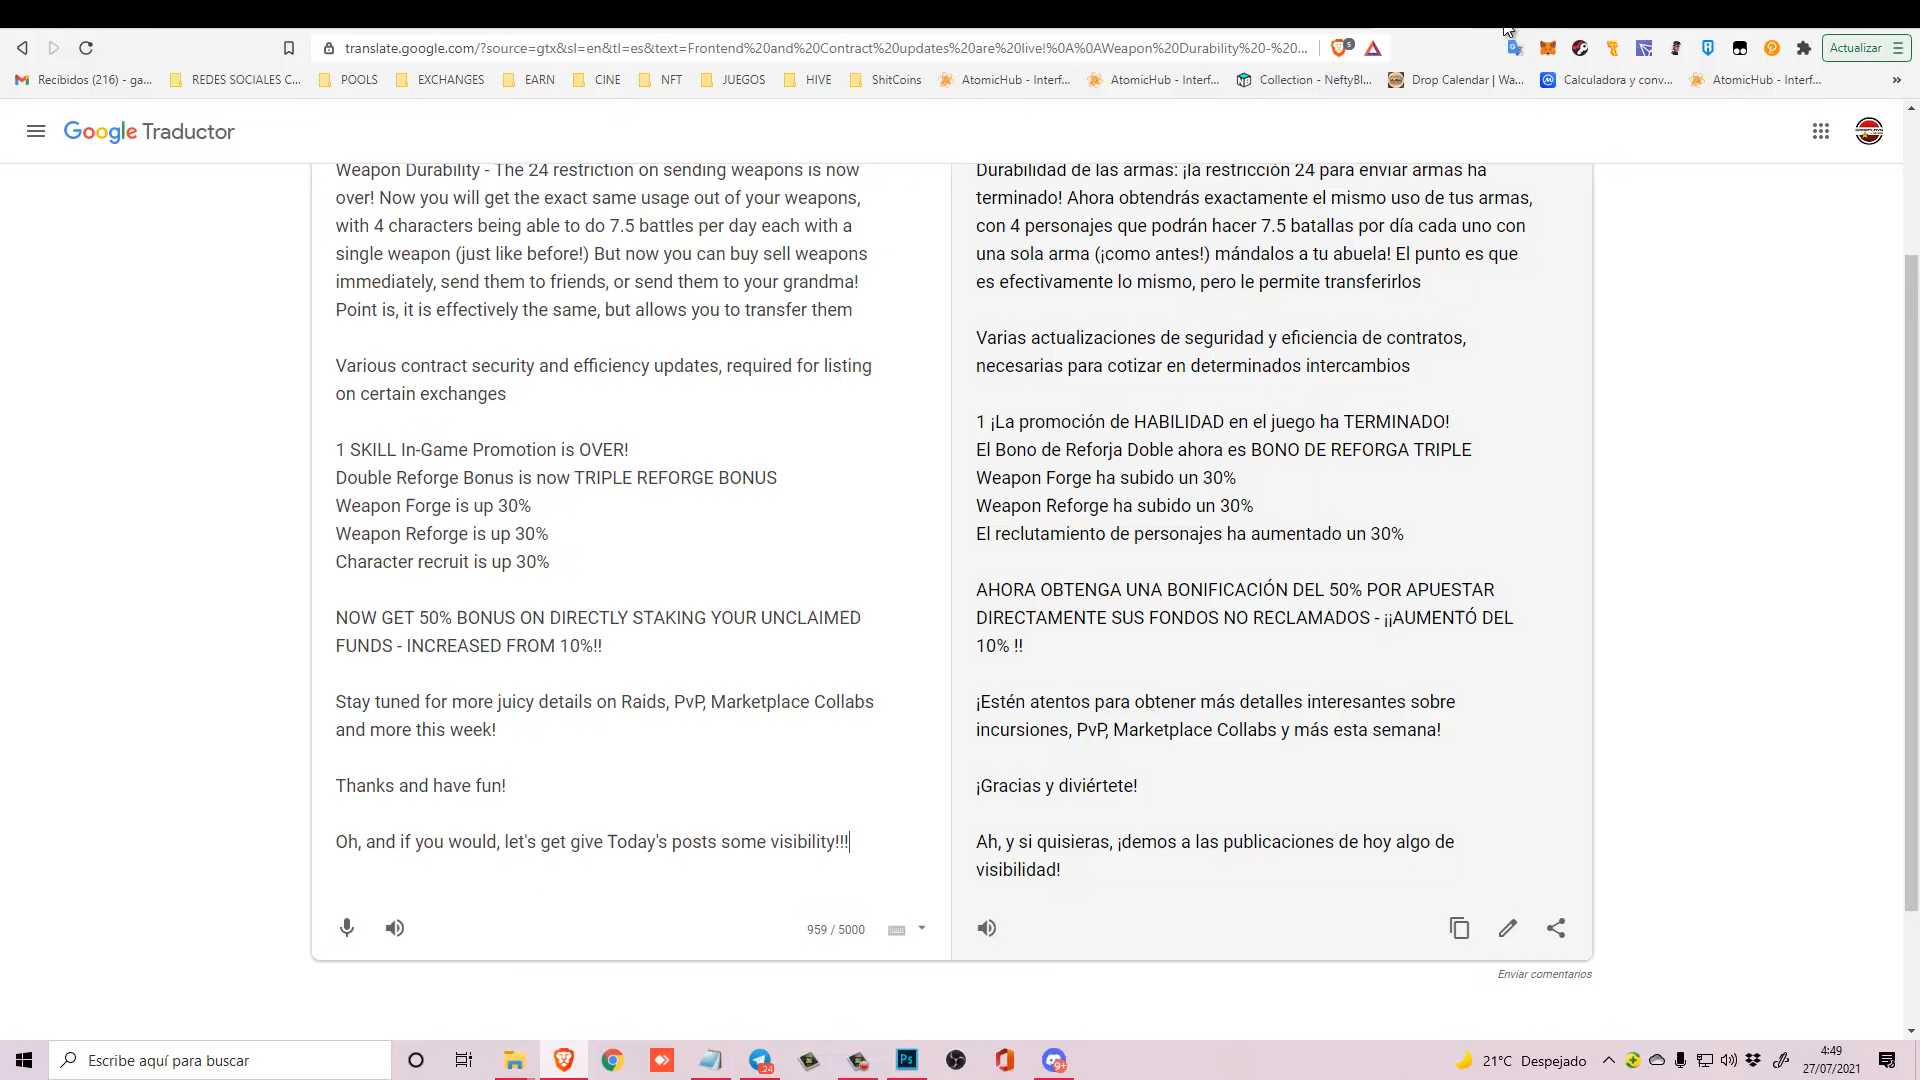 translate.google.com/?source=gtx&sl=en&tl=es&text=Frontend%20and%20Contract%20updates%20are%20live!%0A%0AWeapon%20Durability%20-%20...
5
Actualizar
Recibidos (216) - ga...
REDES SOCIALES C...
POOLS
EXCHANGES
EARN
CINE
NFT
JUEGOS
HIVE
ShitCoins
AtomicHub - Interf...
AtomicHub - Interf...
Collection - NeftyBl...
Drop Calendar | Wa...
Calculadora y conv...
AtomicHub - Interf...
»
Google Traductor
Weapon Durability - The 24 restriction on sending weapons is now
over! Now you will get the exact same usage out of your weapons,
with 4 characters being able to do 7.5 battles per day each with a
single weapon (just like before!) But now you can buy sell weapons
immediately, send them to friends, or send them to your grandma!
Point is, it is effectively the same, but allows you to transfer them
Various contract security and efficiency updates, required for listing
on certain exchanges
1 SKILL In-Game Promotion is OVER!
Double Reforge Bonus is now TRIPLE REFORGE BONUS
Weapon Forge is up 30%
Weapon Reforge is up 30%
Character recruit is up 30%
NOW GET 50% BONUS ON DIRECTLY STAKING YOUR UNCLAIMED
FUNDS - INCREASED FROM 10%!!
Stay tuned for more juicy details on Raids, PvP, Marketplace Collabs
and more this week!
Thanks and have fun!
Oh, and if you would, let's get give Today's posts some visibility!!!
959 / 5000
Durabilidad de las armas: ¡la restricción 24 para enviar armas ha
terminado! Ahora obtendrás exactamente el mismo uso de tus armas,
con 4 personajes que podrán hacer 7.5 batallas por día cada uno con
una sola arma (¡como antes!) mándalos a tu abuela! El punto es que
es efectivamente lo mismo, pero le permite transferirlos
Varias actualizaciones de seguridad y eficiencia de contratos,
necesarias para cotizar en determinados intercambios
1 ¡La promoción de HABILIDAD en el juego ha TERMINADO!
El Bono de Reforja Doble ahora es BONO DE REFORGA TRIPLE
Weapon Forge ha subido un 30%
Weapon Reforge ha subido un 30%
El reclutamiento de personajes ha aumentado un 30%
AHORA OBTENGA UNA BONIFICACIÓN DEL 50% POR APUESTAR
DIRECTAMENTE SUS FONDOS NO RECLAMADOS - ¡¡AUMENTÓ DEL
10% !!
¡Estén atentos para obtener más detalles interesantes sobre
incursiones, PvP, Marketplace Collabs y más esta semana!
¡Gracias y diviértete!
Ah, y si quisieras, ¡demos a las publicaciones de hoy algo de
visibilidad!
Enviar comentarios
Escribe aquí para buscar
24
Ps
9+
21°C Despejado
4:49
27/07/2021